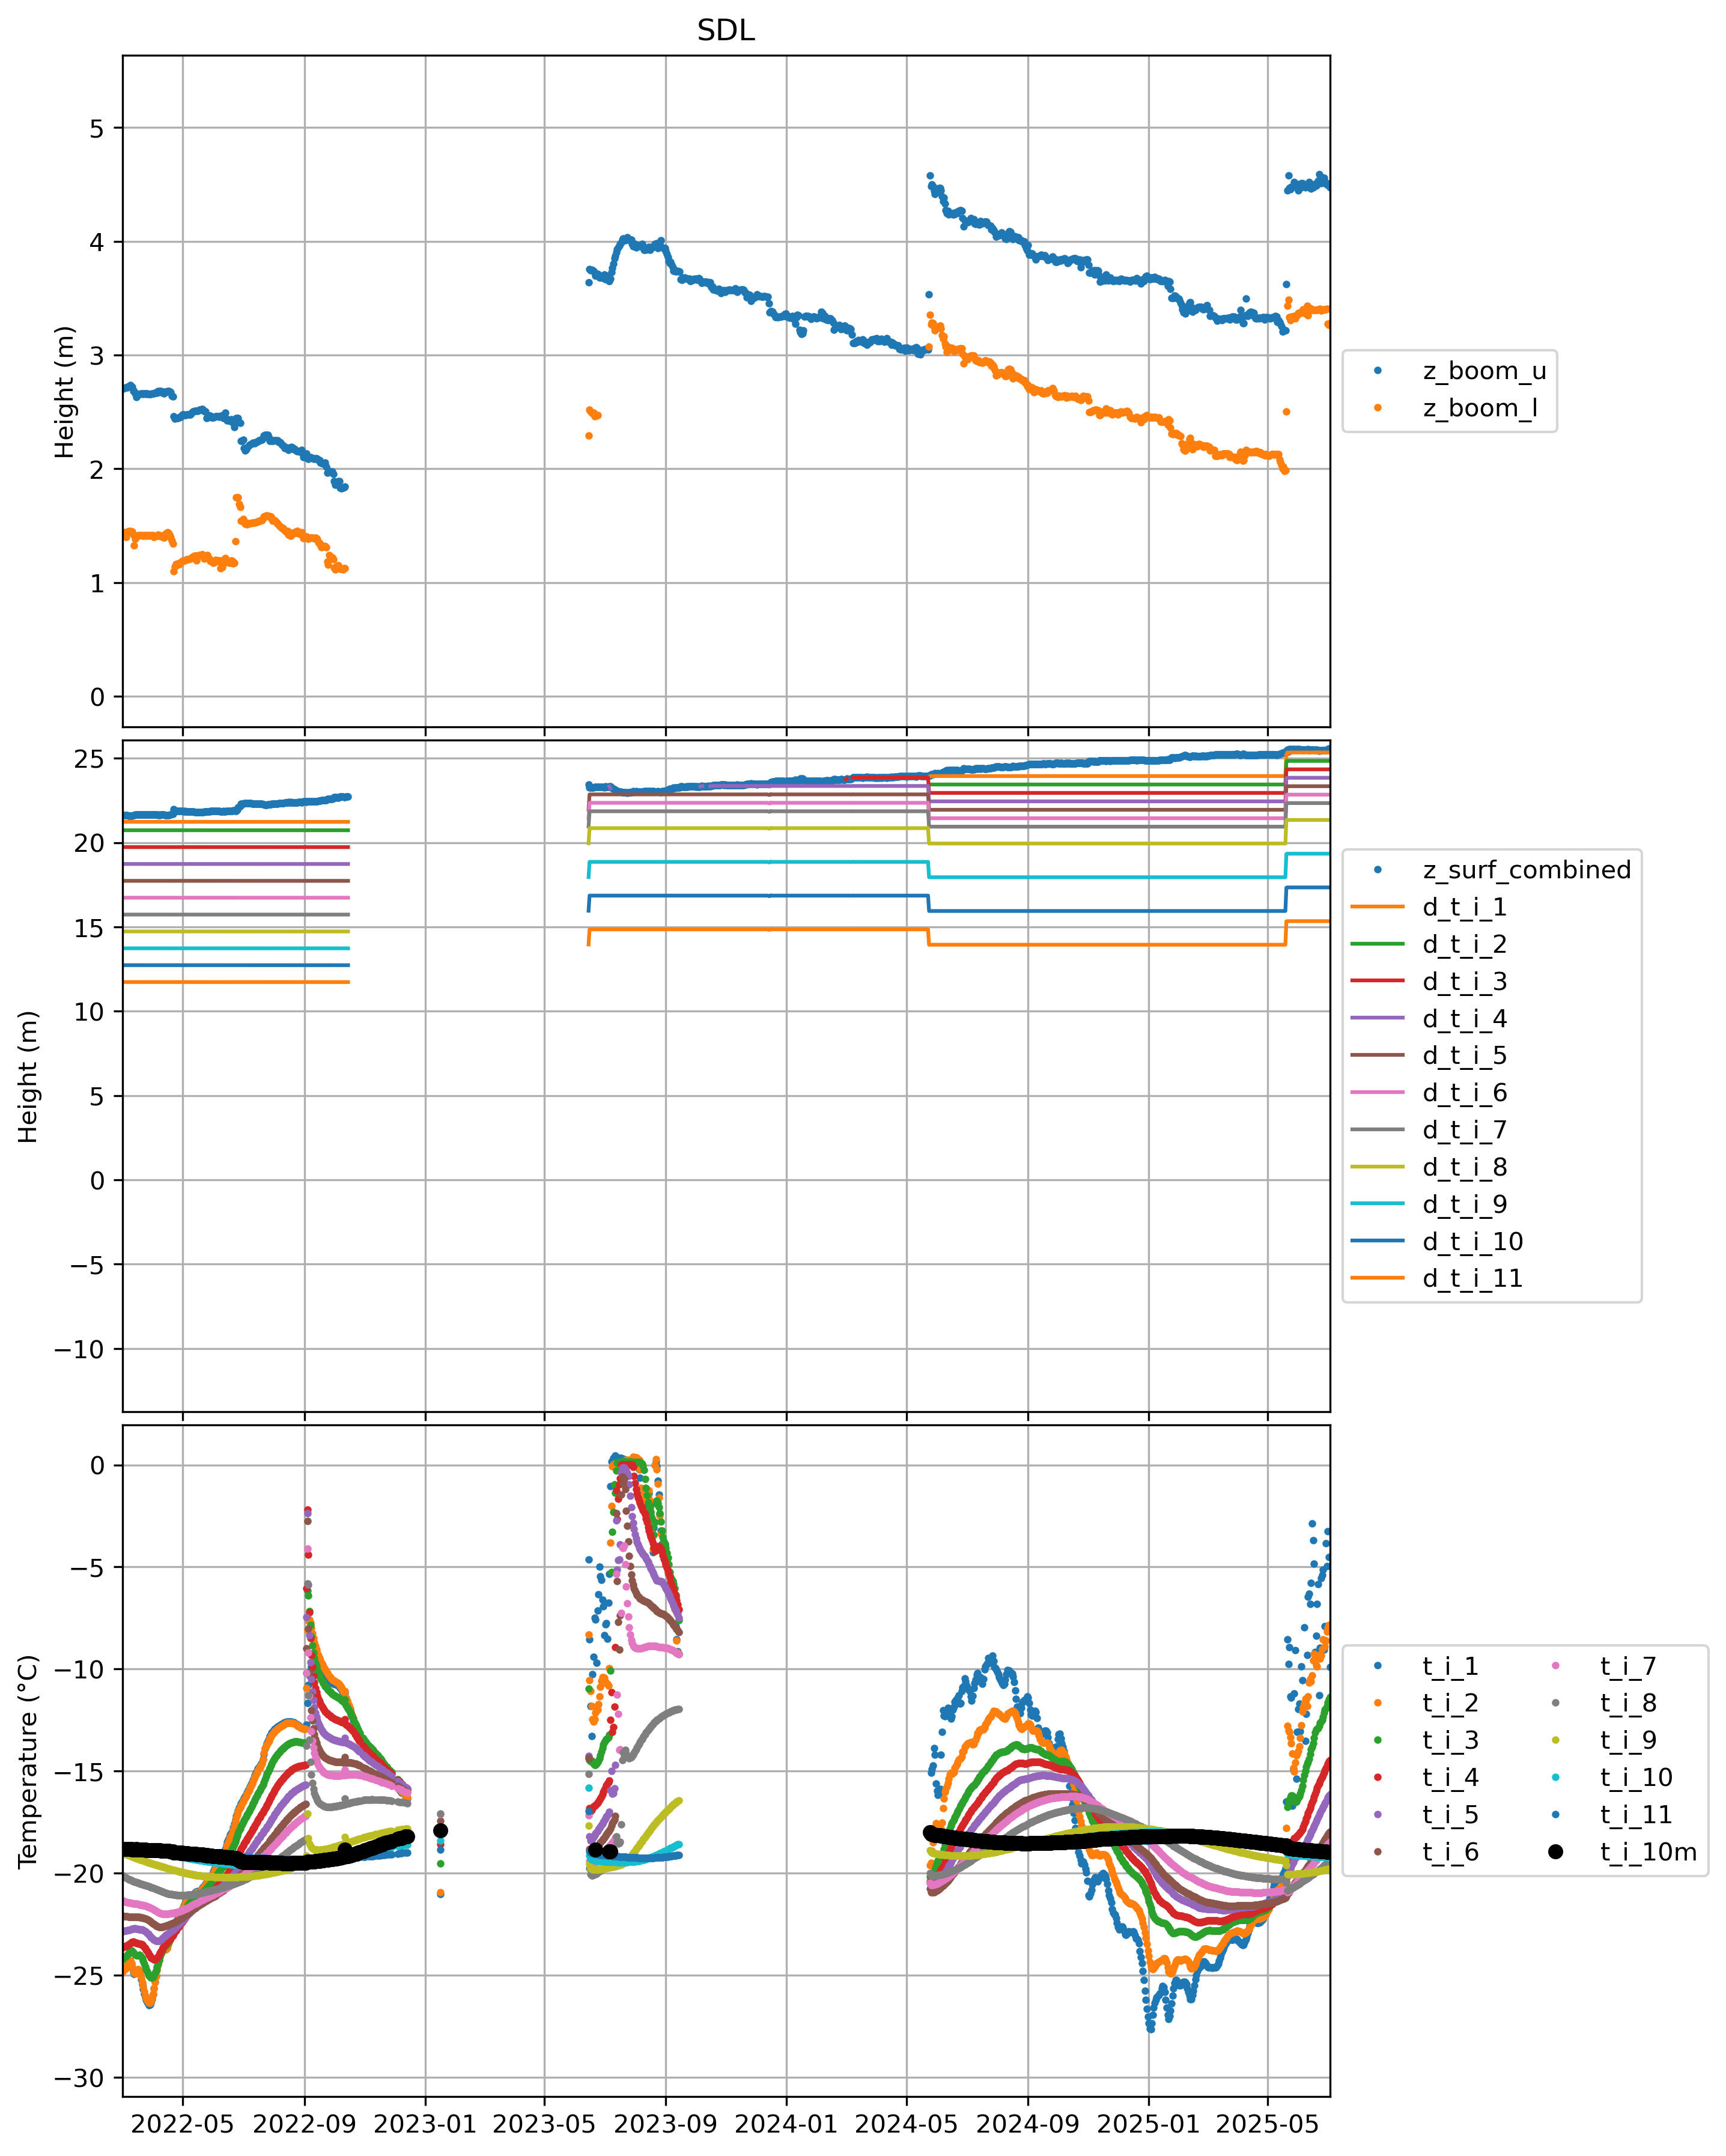 SDL
5
4
3
2
1
0
Height (m)
z_boom_u
z_boom_l
25
20
15
10
5
0
−5
−10
Height (m)
z_surf_combined
d_t_i_1
d_t_i_2
d_t_i_3
d_t_i_4
d_t_i_5
d_t_i_6
d_t_i_7
d_t_i_8
d_t_i_9
d_t_i_10
d_t_i_11
0
−5
−10
−15
−20
−25
−30
Temperature (°C)
t_i_1
t_i_2
t_i_3
t_i_4
t_i_5
t_i_6
t_i_7
t_i_8
t_i_9
t_i_10
t_i_11
t_i_10m
2022-05 2022-09 2023-01 2023-05 2023-09 2024-01 2024-05 2024-09 2025-01 2025-05